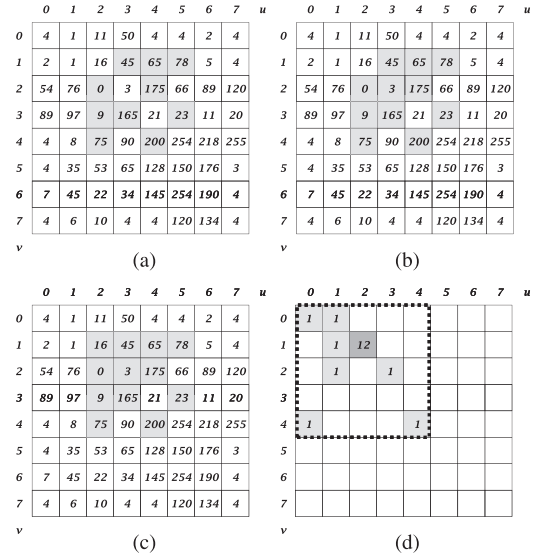 0 1 2 3 4 5 6 7 u
0 4 1 11 50 4 4 2 4
1 2 1 16 45 65 78 5 4
2 54 76 0 3 175 66 89 120
3 89 97 9 165 21 23 11 20
4 4 8 75 90 200 254 218 255
5 4 35 53 65 128 150 176 3
6 7 45 22 34 145 254 190 4
7 4 6 10 4 4 120 134 4
v
(a)
0 1 2 3 4 5 6 7 u
0 4 1 11 50 4 4 2 4
1 2 1 16 45 65 78 5 4
2 54 76 0 3 175 66 89 120
3 89 97 9 165 21 23 11 20
4 4 8 75 90 200 254 218 255
5 4 35 53 65 128 150 176 3
6 7 45 22 34 145 254 190 4
7 4 6 10 4 4 120 134 4
v
(b)
0 1 2 3 4 5 6 7 u
0 4 1 11 50 4 4 2 4
1 2 1 16 45 65 78 5 4
2 54 76 0 3 175 66 89 120
3 89 97 9 165 21 23 11 20
4 4 8 75 90 200 254 218 255
5 4 35 53 65 128 150 176 3
6 7 45 22 34 145 254 190 4
7 4 6 10 4 4 120 134 4
v
(c)
0 1 2 3 4 5 6 7 u
0 1 1
1 1 12
2 1 1
3
4 1 1
5
6
7
v
(d)